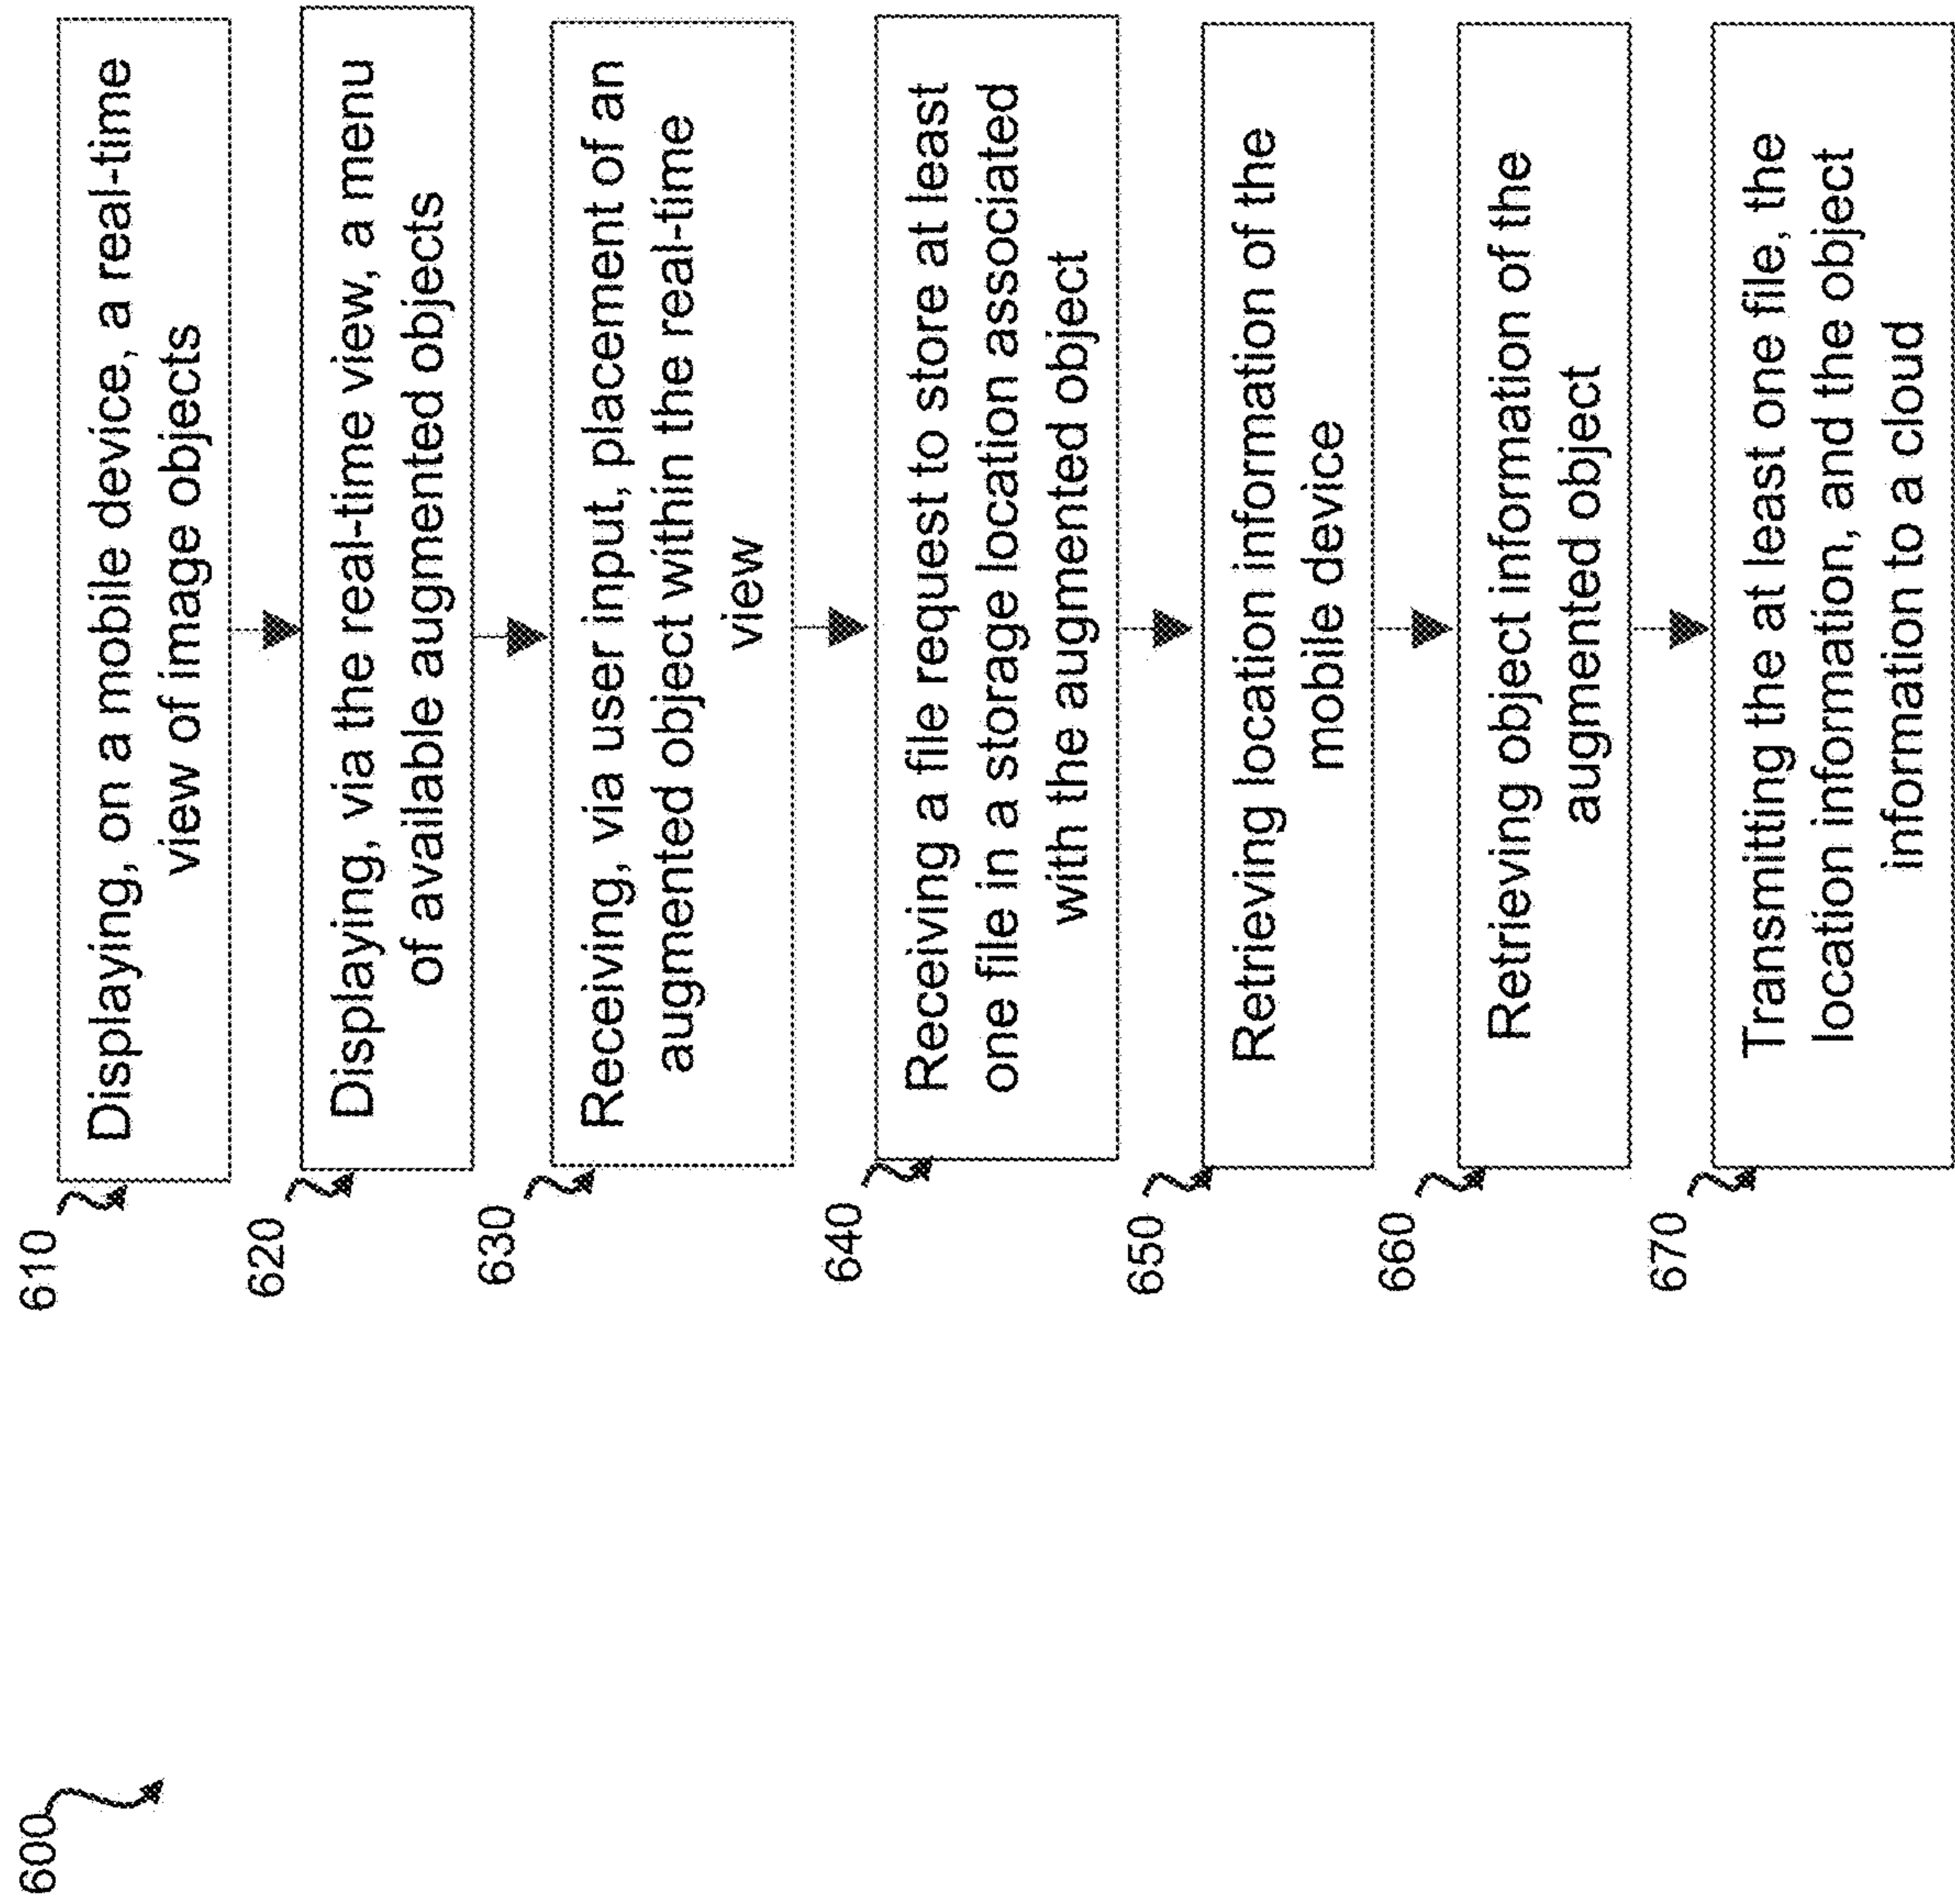 600
610
Displaying, on a mobile device, a real-time
view of image objects
620
Displaying, via the real-time view, a menu
of available augmented objects
630
Receiving, via user input, placement of an
augmented object within the real-time
view
640
Receiving a file request to store at least
one file in a storage location associated
with the augmented object
650
Retrieving location information of the
mobile device
660
Retrieving object information of the
augmented object
670
Transmitting the at least one file, the
location information, and the object
information to a cloud